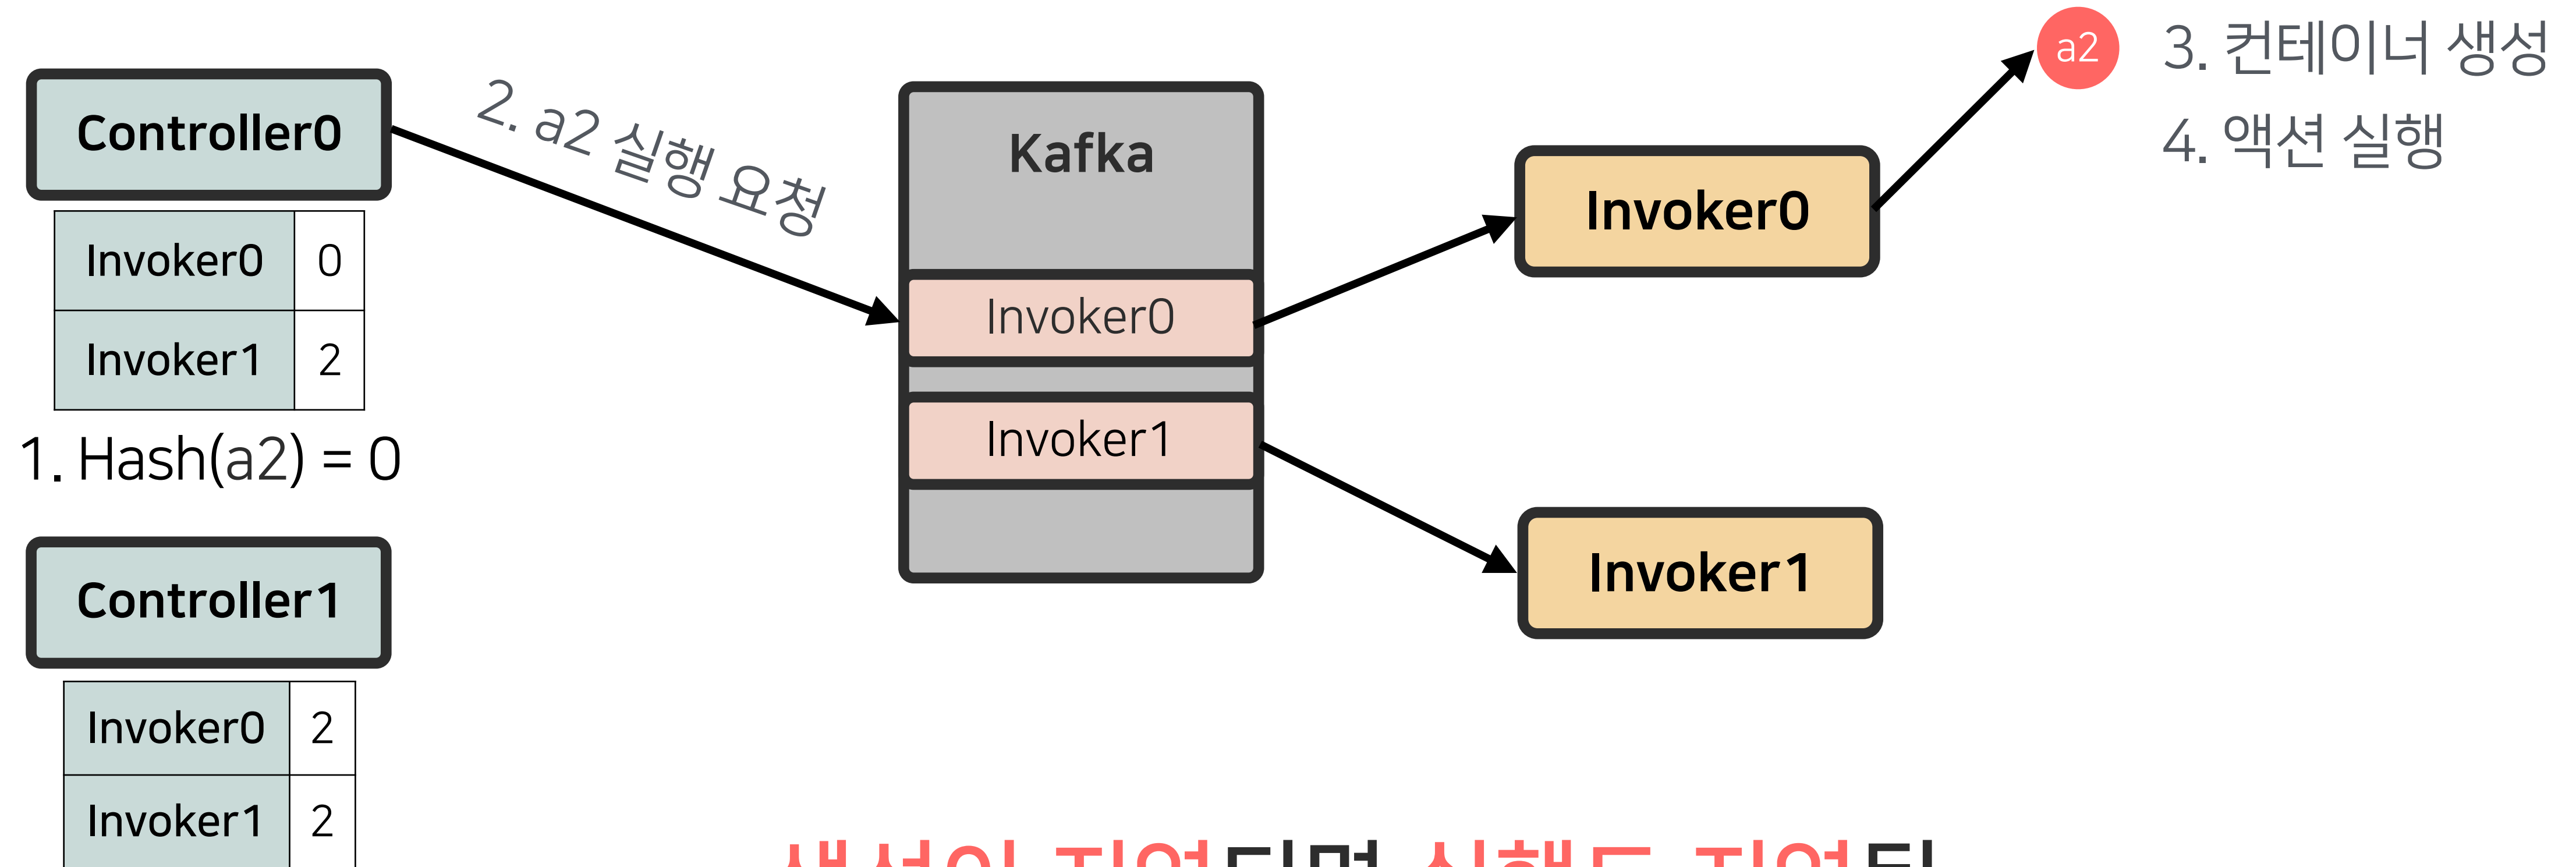 Controller0
Invoker0 0
Invoker1 2
1. Hash(a2) = 0
2. a2 실행 요청
Kafka
Invoker0
Invoker1
Invoker0
Invoker1
a2
3. 컨테이너 생성
4. 액션 실행
Controller1
Invoker0 2
Invoker1 2